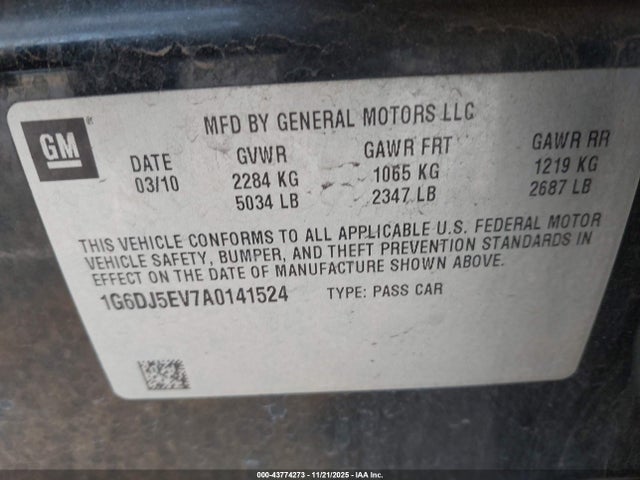 GM®
MFD BY GENERAL MOTORS LLC
DATE GVWR GAWR FRT GAWR RR
03/10 2284 KG 1065 KG 1219 KG
5034 LB 2347 LB 2687 LB
THIS VEHICLE CONFORMS TO ALL APPLICABLE U.S. FEDERAL MOTOR
VEHICLE SAFETY, BUMPER, AND THEFT PREVENTION STANDARDS IN
EFFECT ON THE DATE OF MANUFACTURE SHOWN ABOVE.
1G6DJ5EV7A0141524 TYPE: PASS CAR
000-43774273 - 11/21/2025 - IAA Inc.